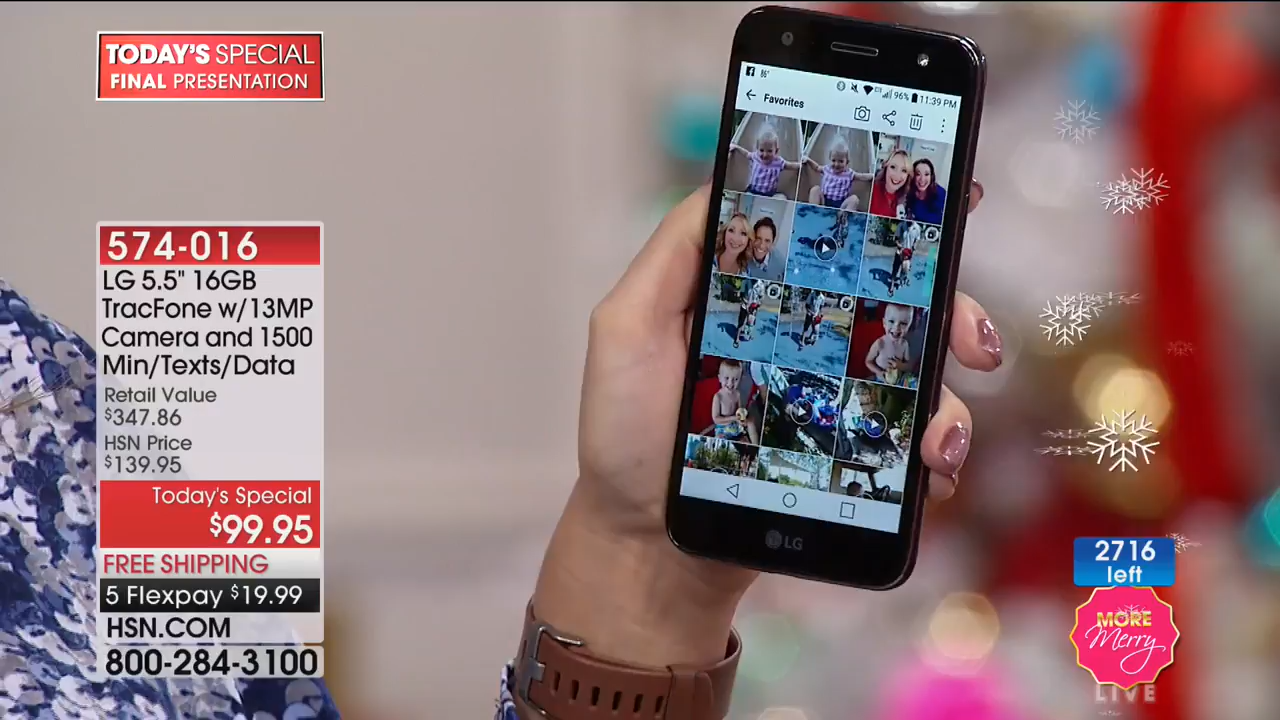 TODAY'S SPECIAL
FINAL PRESENTATION
574-016
LG 5.5" 16GB
TracFone w/13MP
Camera and 1500
Min/Texts/Data
Retail Value
$347.86
HSN Price
$139.95
Today's Special
$99.95
FREE SHIPPING
5 Flexpay $19.99
HSN.COM
800-284-3100
86°
96% 11:39 PM
Favorites
LG
2716
left
MORE
Merry
LIVE